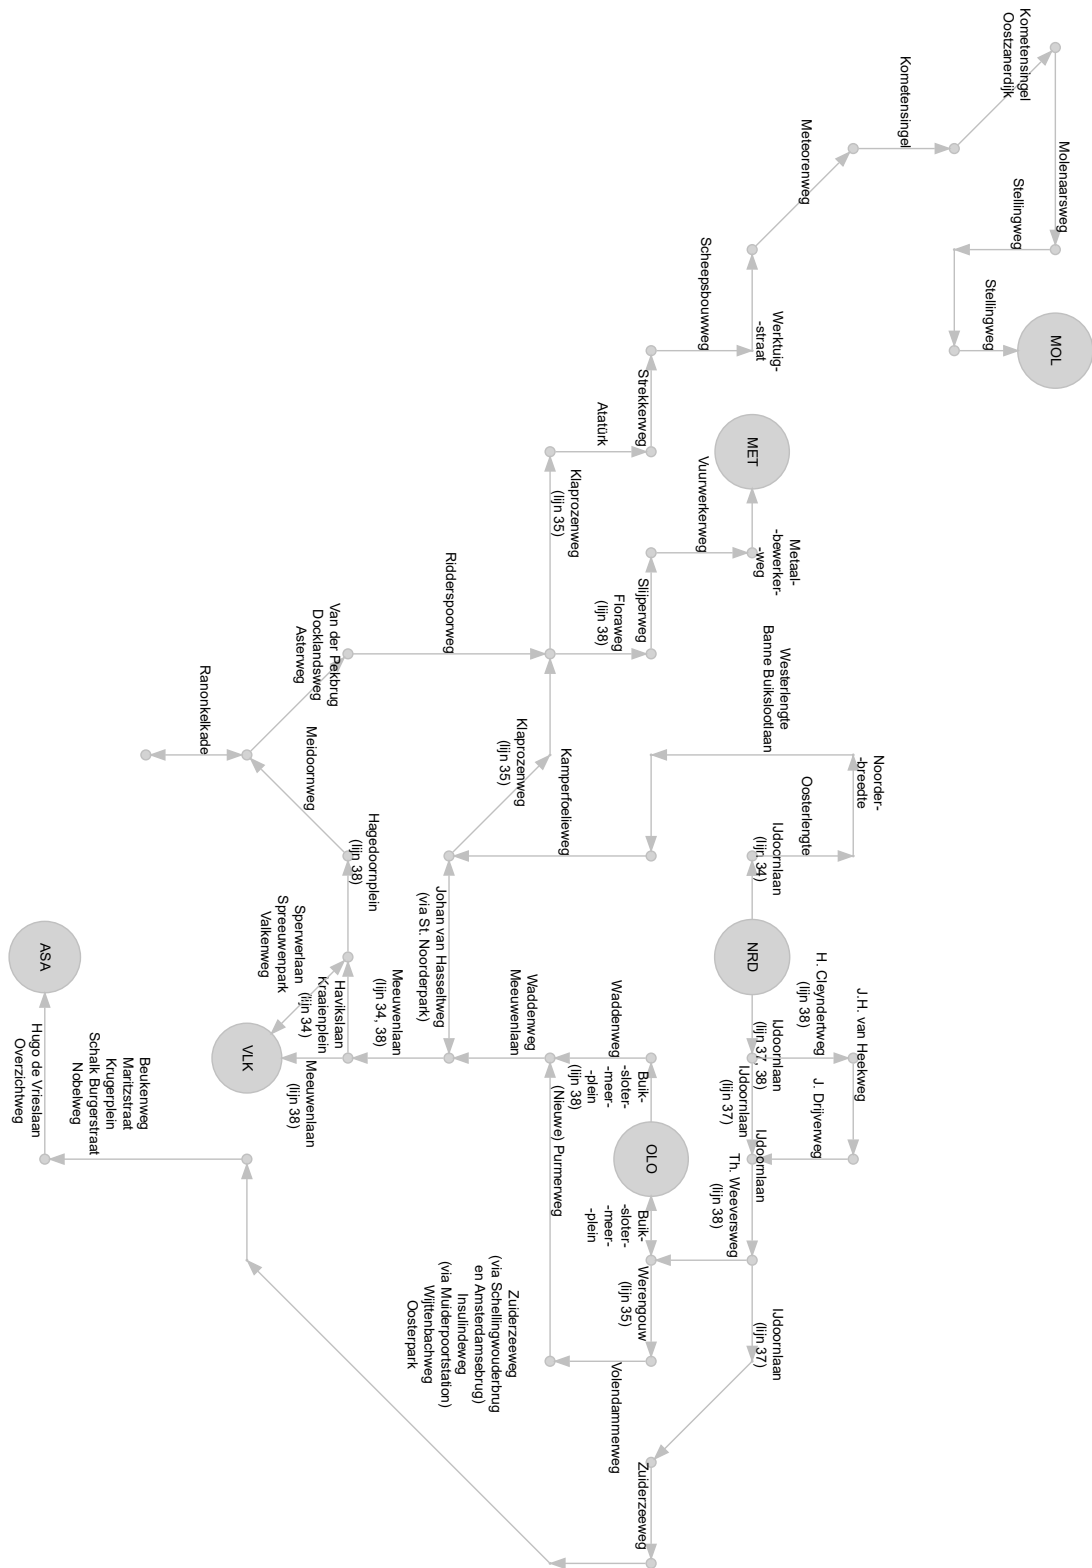 Kometensingel
Oostzanerdijk
Molenaarsweg
Stellingweg
Stellingweg
MOL
Kometensingel
Meteorenweg
Werktuig-
-straat
Scheepsbouwweg
Strekkerweg
Atatürk
Klaprozenweg
(lijn 35)
MET
Metaal-
-bewerker-
-weg
Vuurwerkerweg
Slijperweg
Floraweg
(lijn 38)
Ridderspoorweg
Van der Pekbrug
Docklandsweg
Asterweg
Ranonkelkade
Meidoornweg
Hagedoornplein
(lijn 38)
Klaprozenweg
(lijn 35)
Kamperfoelieweg
Westerlengte
Banne Buikslootlaan
Noorder-
-breedte
Oosterlengte
IJdoornlaan
(lijn 34)
NRD
IJdoornlaan
(lijn 37, 38)
H. Cleyndertweg
(lijn 38)
J.H. van Heekweg
J. Drijverweg
IJdoornlaan
(lijn 37)
IJdoornlaan
Th. Weeversweg
(lijn 38)
IJdoornlaan
(lijn 37)
Johan van Hasseltweg
(via St. Noorderpark)
Sperwerlaan
Spreeuwenpark
Valkenweg
Havikslaan
Kraaienplein
(lijn 34)
Meeuwenlaan
(lijn 34, 38)
VLK
Meeuwenlaan
(lijn 38)
Waddenweg
Meeuwenlaan
Waddenweg
Buik-
-sloter-
-meer-
-plein
(lijn 38)
OLO
Buik-
-sloter-
-meer-
-plein
Werengouw
(lijn 35)
(Nieuwe) Purmerweg
Volendammerweg
Zuiderzeeweg
Zuiderzeeweg
(via Schellingwouderbrug
en Amsterdamsebrug)
Insulindeweg
(via Muiderpoortstation)
Wijttenbachweg
Oosterpark
Beukenweg
Maritzstraat
Krugerplein
Schalk Burgerstraat
Nobelweg
Hugo de Vrieslaan
Overzichtweg
ASA